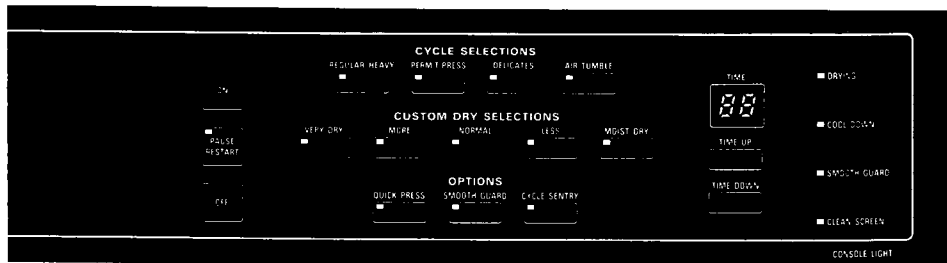 CYCLE SELECTIONS
REGULAR HEAVY PERM'T PRESS DELICATES AIR TUMBLE
ON
TIME
88
DRYING
CUSTOM DRY SELECTIONS
VERY DRY MORE NORMAL LESS MOIST DRY
COOL DOWN
PAUSE
RESTART
TIME UP
SMOOTH GUARD
OPTIONS
QUICK PRESS SMOOTH GUARD CYCLE SENTRY
TIME DOWN
OFF
CLEAN SCREEN
CONSOLE LIGHT